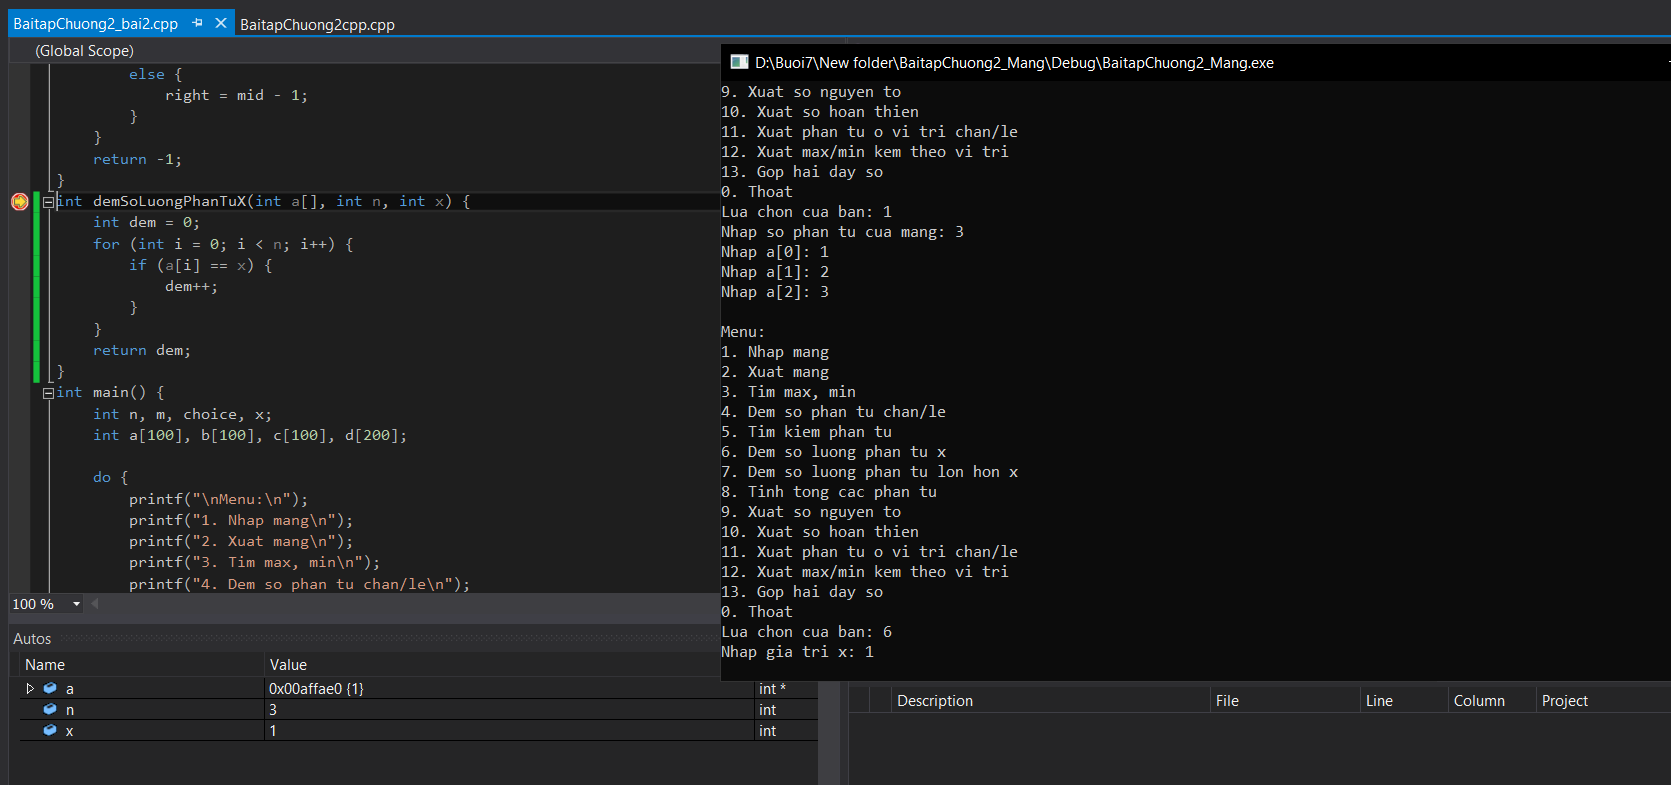 BaitapChuong2_bai2.cpp
BaitapChuong2cpp.cpp
(Global Scope)
else {
right = mid - 1;
}
}
return -1;
}
int demSoLuongPhanTuX(int a[], int n, int x) {
int dem = 0;
for (int i = 0; i < n; i++) {
if (a[i] == x) {
dem++;
}
}
return dem;
}
int main() {
int n, m, choice, x;
int a[100], b[100], c[100], d[200];
do {
printf("\nMenu:\n");
printf("1. Nhap mang\n");
printf("2. Xuat mang\n");
printf("3. Tim max, min\n");
printf("4. Dem so phan tu chan/le\n");
100 %
D:\Buoi7\New folder\BaitapChuong2_Mang\Debug\BaitapChuong2_Mang.exe
9. Xuat so nguyen to
10. Xuat so hoan thien
11. Xuat phan tu o vi tri chan/le
12. Xuat max/min kem theo vi tri
13. Gop hai day so
0. Thoat
Lua chon cua ban: 1
Nhap so phan tu cua mang: 3
Nhap a[0]: 1
Nhap a[1]: 2
Nhap a[2]: 3
Menu:
1. Nhap mang
2. Xuat mang
3. Tim max, min
4. Dem so phan tu chan/le
5. Tim kiem phan tu
6. Dem so luong phan tu x
7. Dem so luong phan tu lon hon x
8. Tinh tong cac phan tu
9. Xuat so nguyen to
10. Xuat so hoan thien
11. Xuat phan tu o vi tri chan/le
12. Xuat max/min kem theo vi tri
13. Gop hai day so
0. Thoat
Lua chon cua ban: 6
Nhap gia tri x: 1
Autos
Name Value
a 0x00affae0 {1} int *
n 3 int
x 1 int
Description File Line Column Project